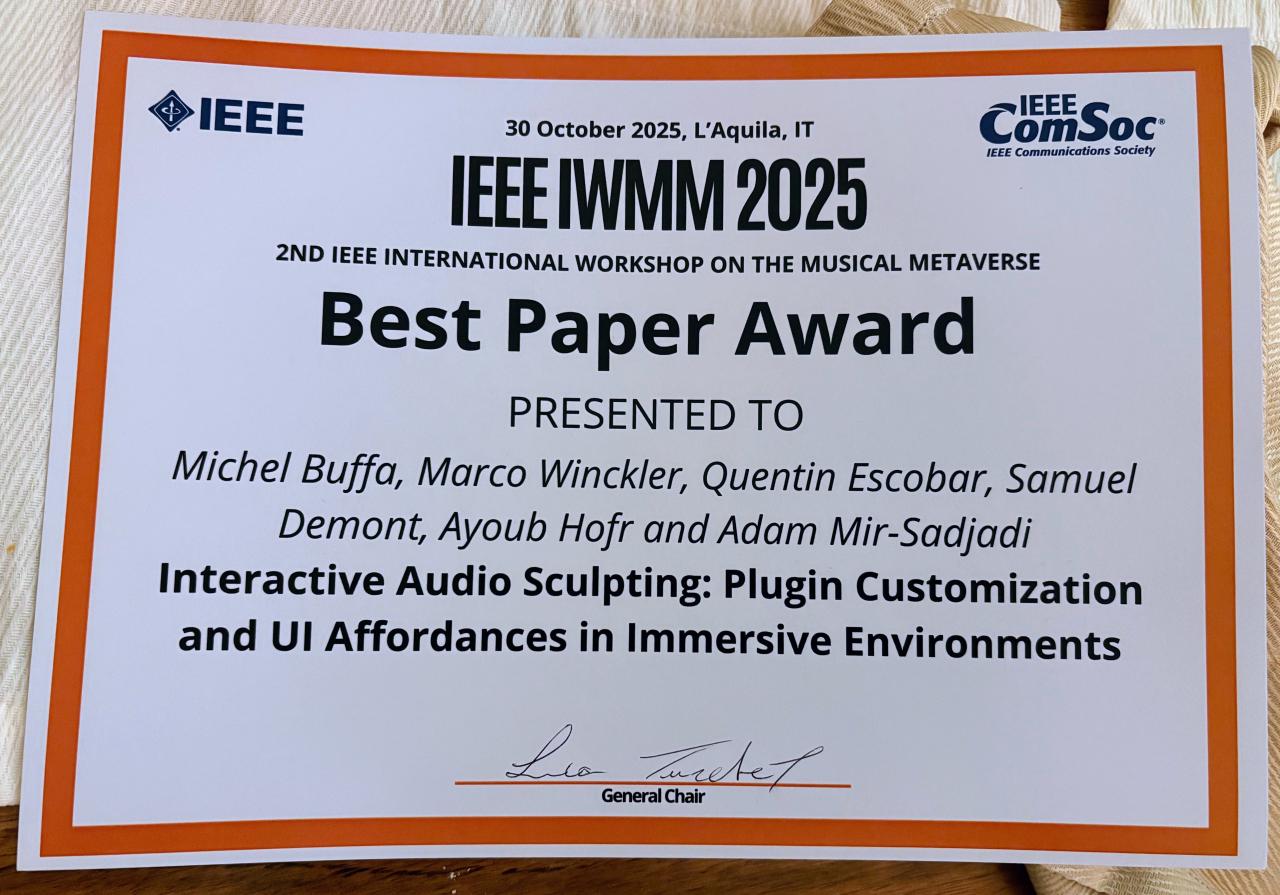 IEEE
30 October 2025, L'Aquila, IT
IEEE ComSoc®
IEEE Communications Society
IEEE IWMM 2025
2ND IEEE INTERNATIONAL WORKSHOP ON THE MUSICAL METAVERSE
Best Paper Award
PRESENTED TO
Michel Buffa, Marco Winckler, Quentin Escobar, Samuel
Demont, Ayoub Hofr and Adam Mir-Sadjadi
Interactive Audio Sculpting: Plugin Customization
and UI Affordances in Immersive Environments
General Chair